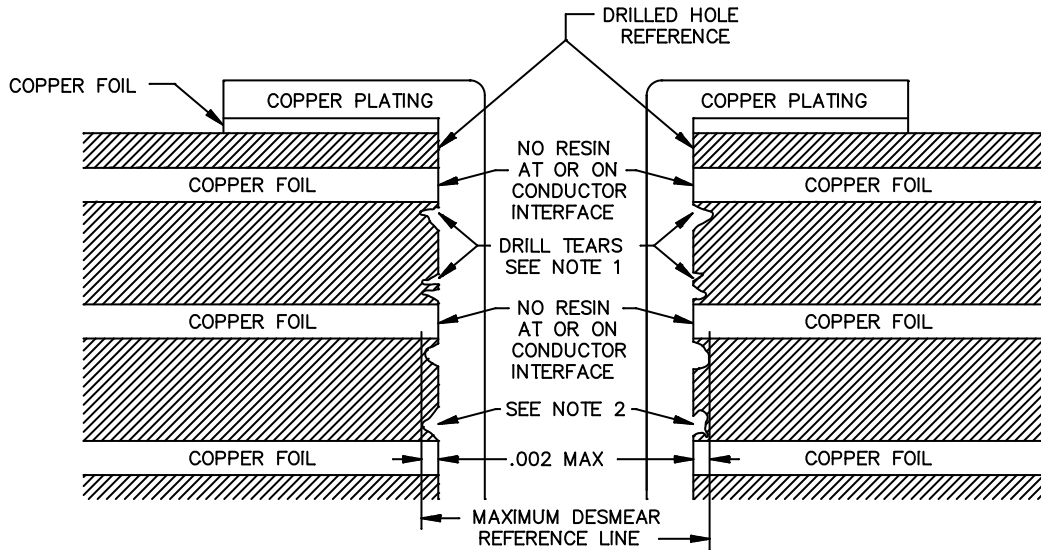 DRILLED HOLE
REFERENCE
COPPER FOIL
COPPER PLATING
COPPER PLATING
NO RESIN
AT OR ON
CONDUCTOR
INTERFACE
COPPER FOIL
COPPER FOIL
DRILL TEARS
SEE NOTE 1
NO RESIN
AT OR ON
CONDUCTOR
INTERFACE
COPPER FOIL
COPPER FOIL
SEE NOTE 2
COPPER FOIL
.002 MAX
COPPER FOIL
MAXIMUM DESMEAR
REFERENCE LINE